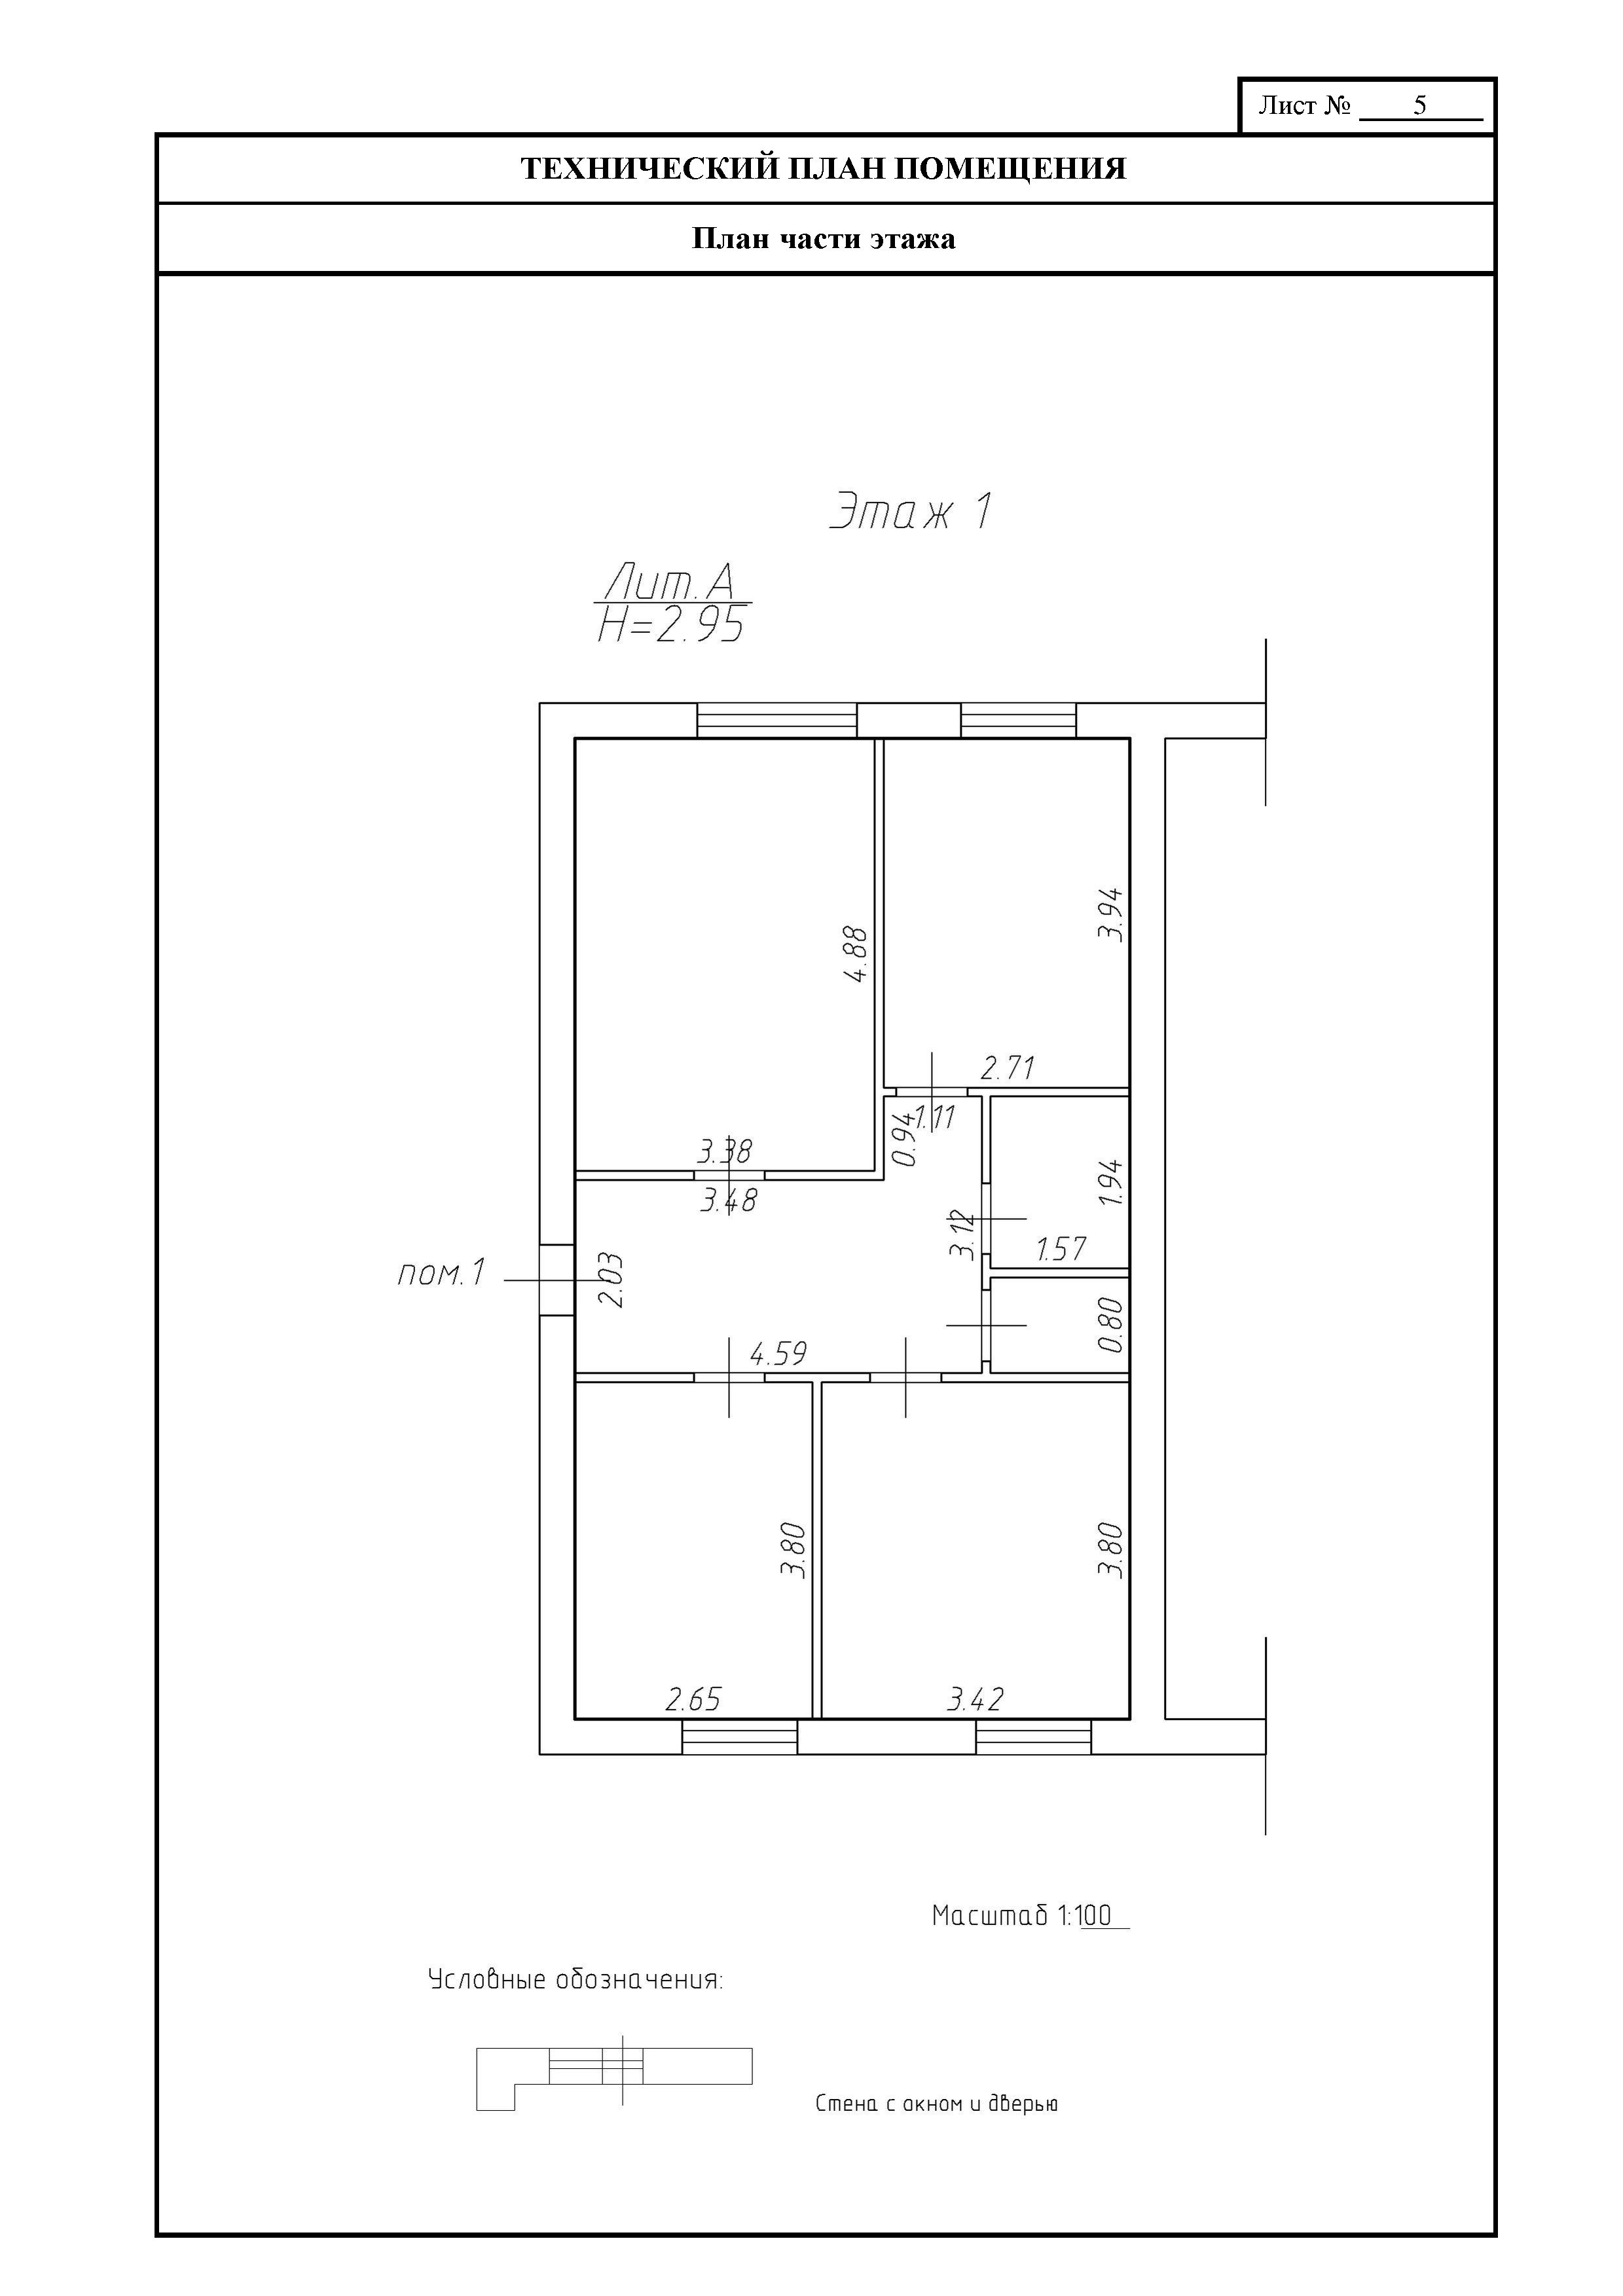 Лист № 5
ТЕХНИЧЕСКИЙ ПЛАН ПОМЕЩЕНИЯ
План части этажа
Этаж 1
Лит.А
Н=2.95
3.94
4.88
2.71
1.11
0.94
3.38
3.48
1.94
3.12
1.57
пом.1
2.03
0.80
4.59
3.80
3.80
2.65
3.42
Масштаб 1:100
Условные обозначения:
Стена с окном и дверью